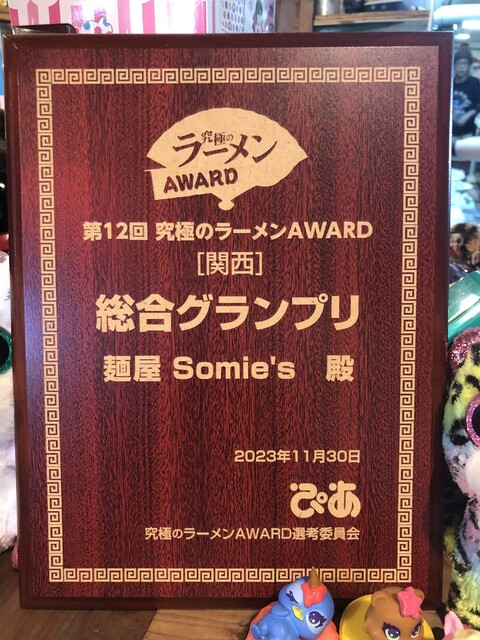 究極の
ラーメン
AWARD
第12回 究極のラーメンAWARD
[関西]
総合グランプリ
麺屋 Somie's 殿
2023年11月30日
ぴあ
究極のラーメンAWARD選考委員会